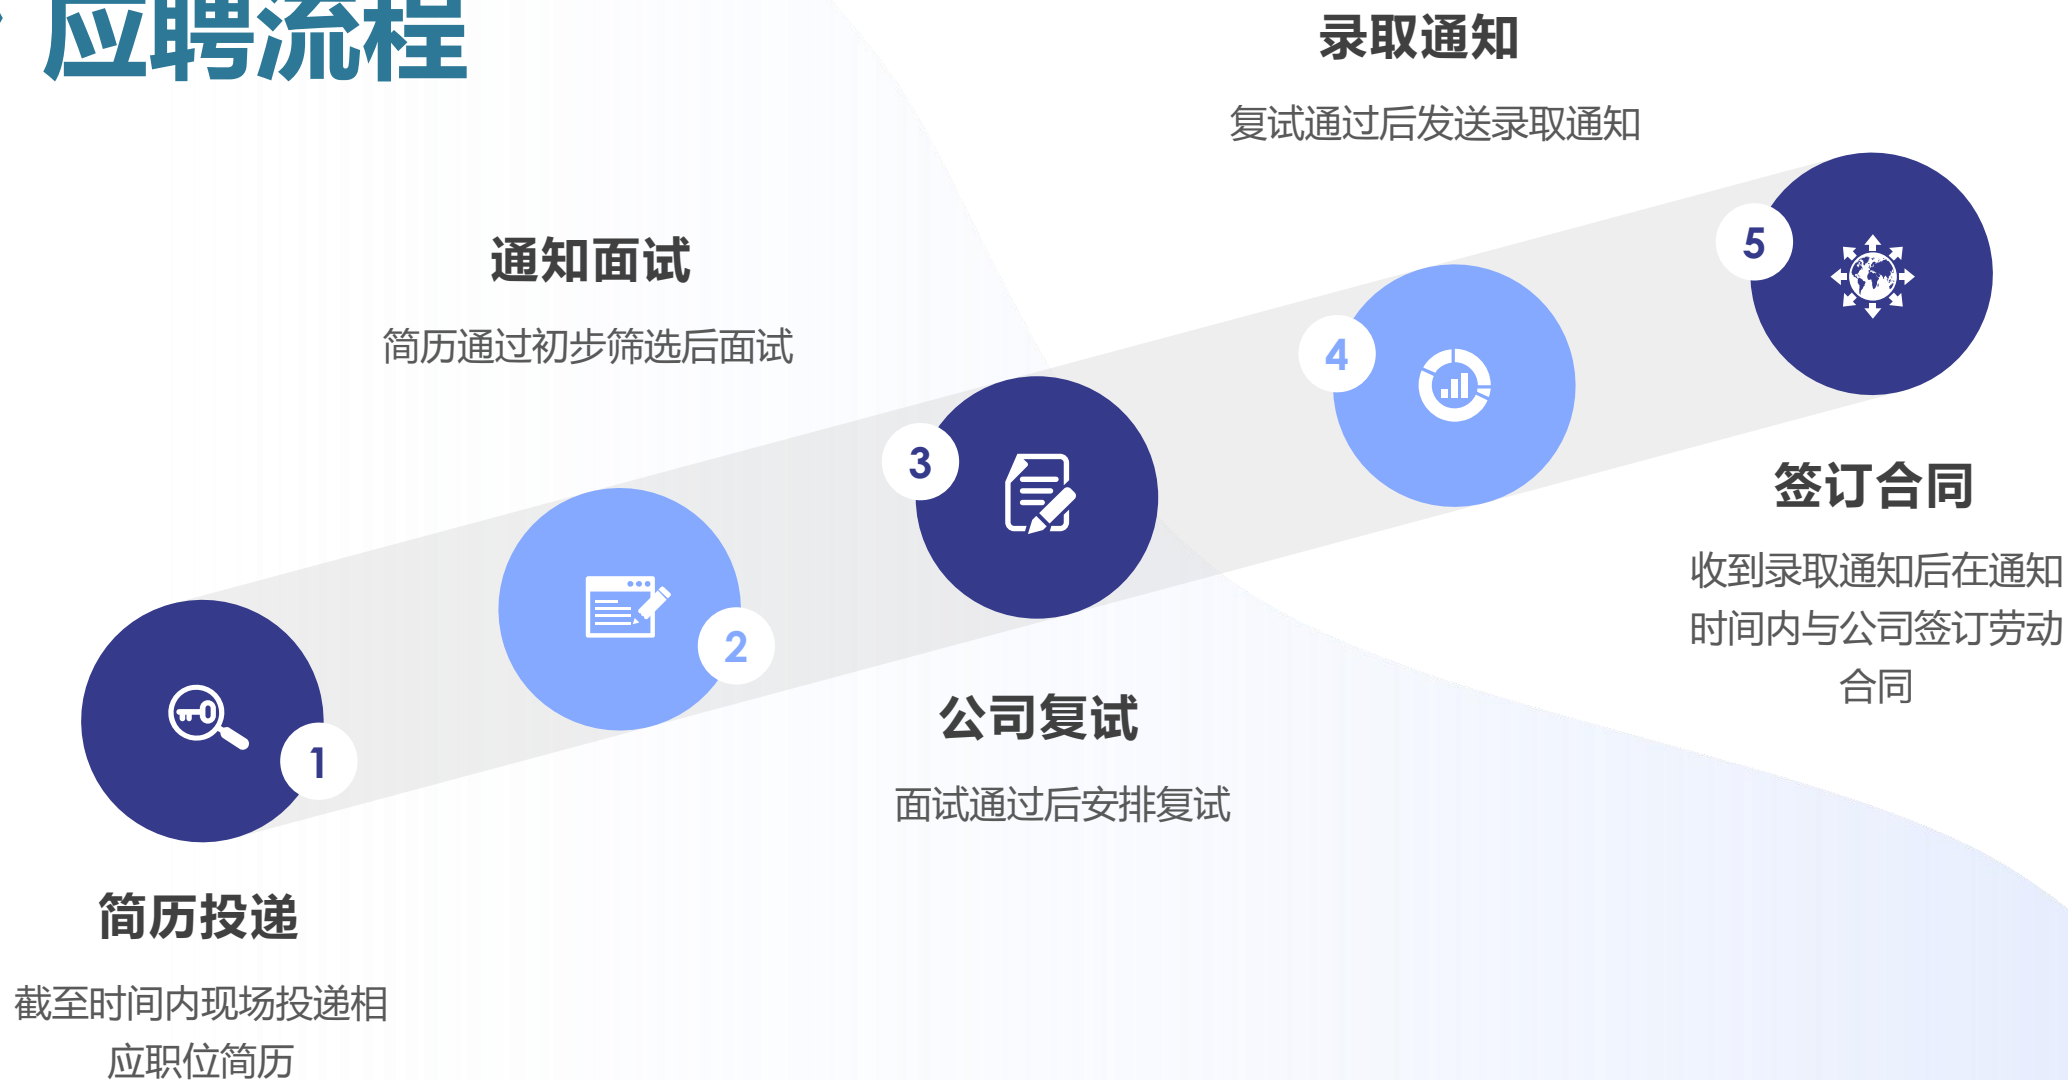 应聘流程
1
简历投递
截至时间内现场投递相
应职位简历
2
通知面试
简历通过初步筛选后面试
3
公司复试
面试通过后安排复试
4
录取通知
复试通过后发送录取通知
5
签订合同
收到录取通知后在通知
时间内与公司签订劳动
合同